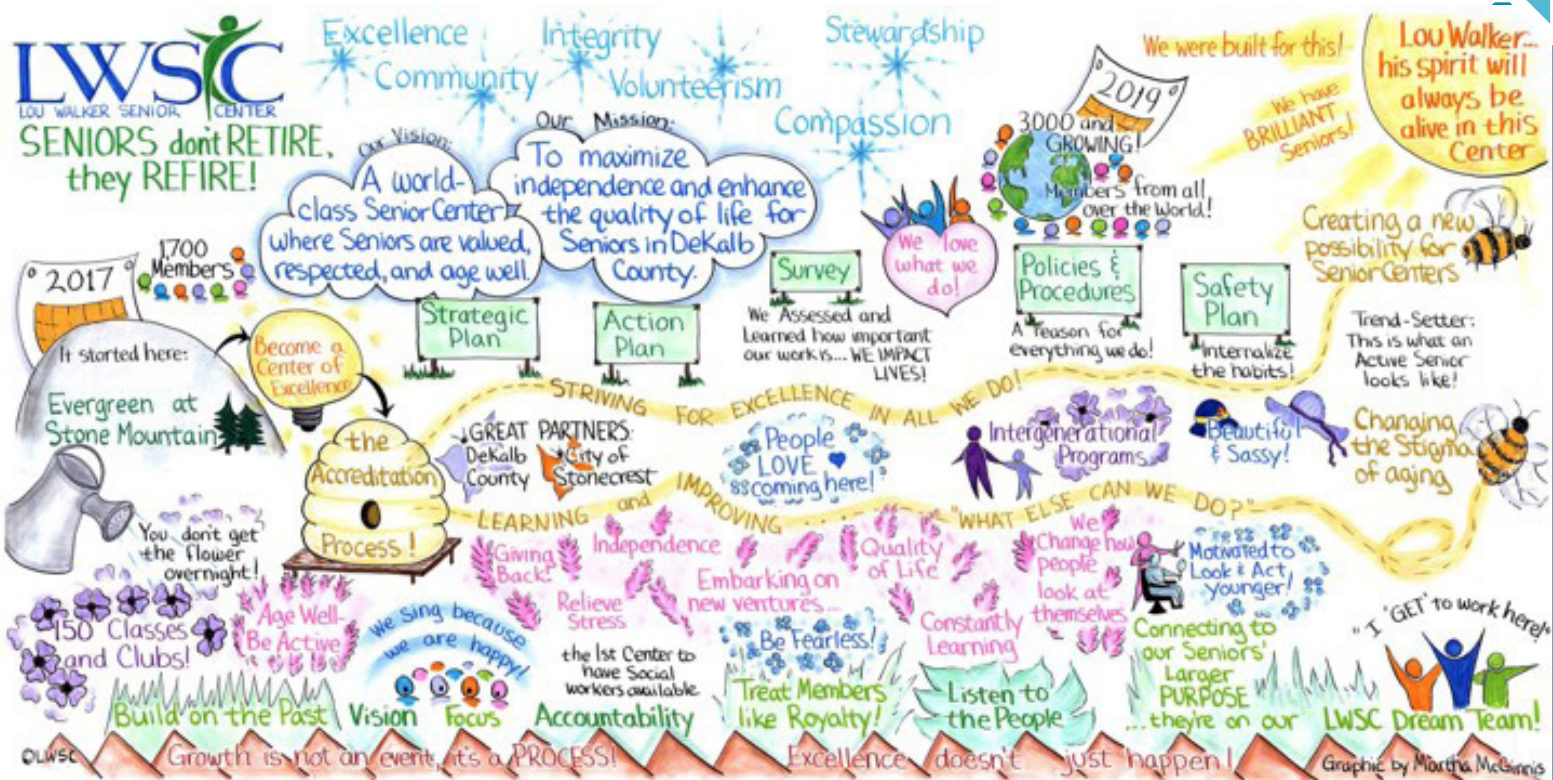 LWSC
LOU WALKER SENIOR CENTER
SENIORS don't RETIRE,
they REFIRE!
Excellence
Community
Integrity
Volunteerism
Stewardship
Compassion
Our Vision:
A world-
class Senior Center
where Seniors are valued,
respected, and age well.
Our Mission:
To maximize
independence and enhance
the quality of life for
Seniors in DeKalb
County.
2019
3,000 and
GROWING!
Members from all
over the World!
We were built for this!
We have
BRILLIANT
Seniors!
Lou Walker...
his spirit will
always be
alive in this
Center
2017
1,700
Members
It started here:
Evergreen at
Stone Mountain
Become a
Center of
Excellence
the
Accreditation
Process!
Strategic
Plan
Action
Plan
Survey
We Assessed and
Learned how important
our work is... WE IMPACT
LIVES!
We love
what we
do!
Policies &
Procedures
A reason for
everything we do!
Safety
Plan
Internalize
the habits!
Creating a new
possibility for
Senior Centers
Trend-Setter:
This is what an
Active Senior
looks like!
Changing
the Stigma
of aging
STRIVING FOR EXCELLENCE IN ALL WE DO!
GREAT PARTNERS:
DeKalb
County
City of
Stonecrest
People
LOVE
coming here!
Intergenerational
Programs
Beautiful
& Sassy!
LEARNING and IMPROVING ... "WHAT ELSE CAN WE DO?"
You don't get
the flower
overnight!
150 Classes
and Clubs!
Age Well-
Be Active
We Sing because
we are happy!
Giving
Back!
Independence
Relieve
Stress
Embarking on
new ventures...
Quality
of Life
Constantly
Learning
We
Change how
people
look at
themselves
Motivated to
Look & Act
younger!
the 1st Center to
have Social
workers available
Be Fearless!
Treat Members
like Royalty!
Listen to
the People
Connecting to
our Seniors'
Larger
PURPOSE
...they're on our
LWSC Dream Team!
"I 'GET' to work here!"
Build on the Past
Vision
Focus
Accountability
©LWSC
Growth is not an event, it's a PROCESS!
Excellence doesn't just happen!
Graphic by Martha McGinnis